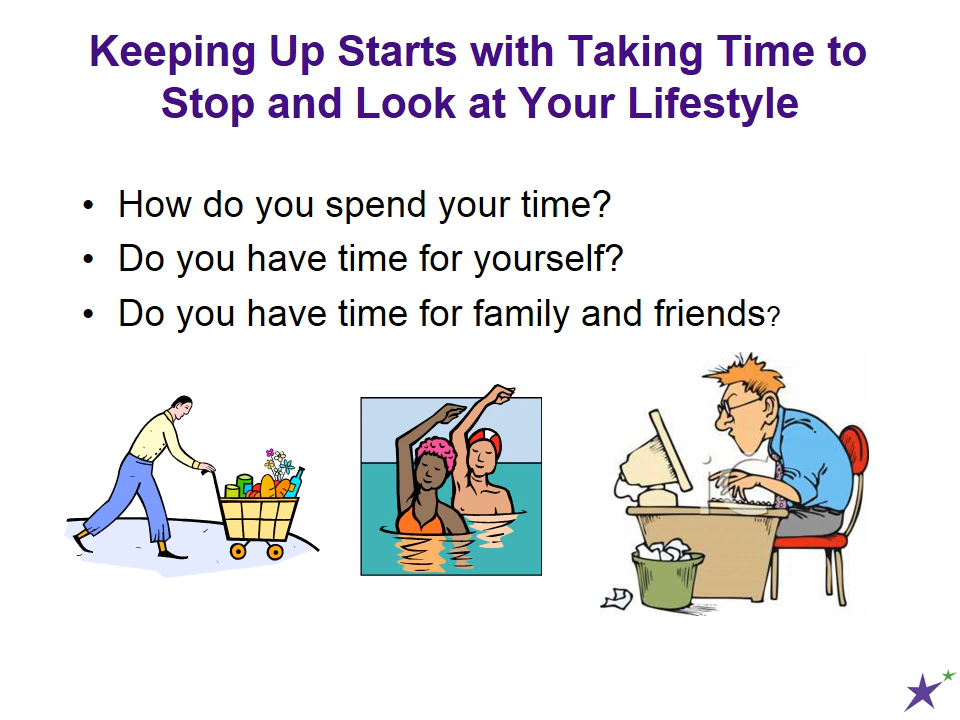 Keeping Up Starts with Taking Time to
Stop and Look at Your Lifestyle
• How do you spend your time?
• Do you have time for yourself?
• Do you have time for family and friends?